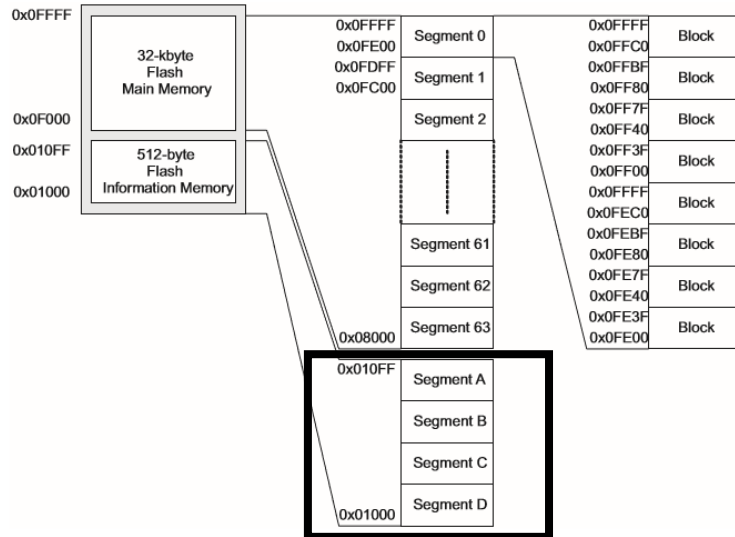 0x0FFFF
32-kbyte
Flash
Main Memory
0x0F000
0x010FF
512-byte
Flash
Information Memory
0x01000
0x0FFFF
0x0FE00
Segment 0
0x0FDFF
0x0FC00
Segment 1
Segment 2
Segment 61
Segment 62
Segment 63
0x08000
0x010FF
Segment A
Segment B
Segment C
Segment D
0x01000
0x0FFFF
0x0FFC0
Block
0x0FFBF
0x0FF80
Block
0x0FF7F
0x0FF40
Block
0x0FF3F
0x0FF00
Block
0x0FFFF
0x0FEC0
Block
0x0FEBF
0x0FE80
Block
0x0FE7F
0x0FE40
Block
0x0FE3F
0x0FE00
Block